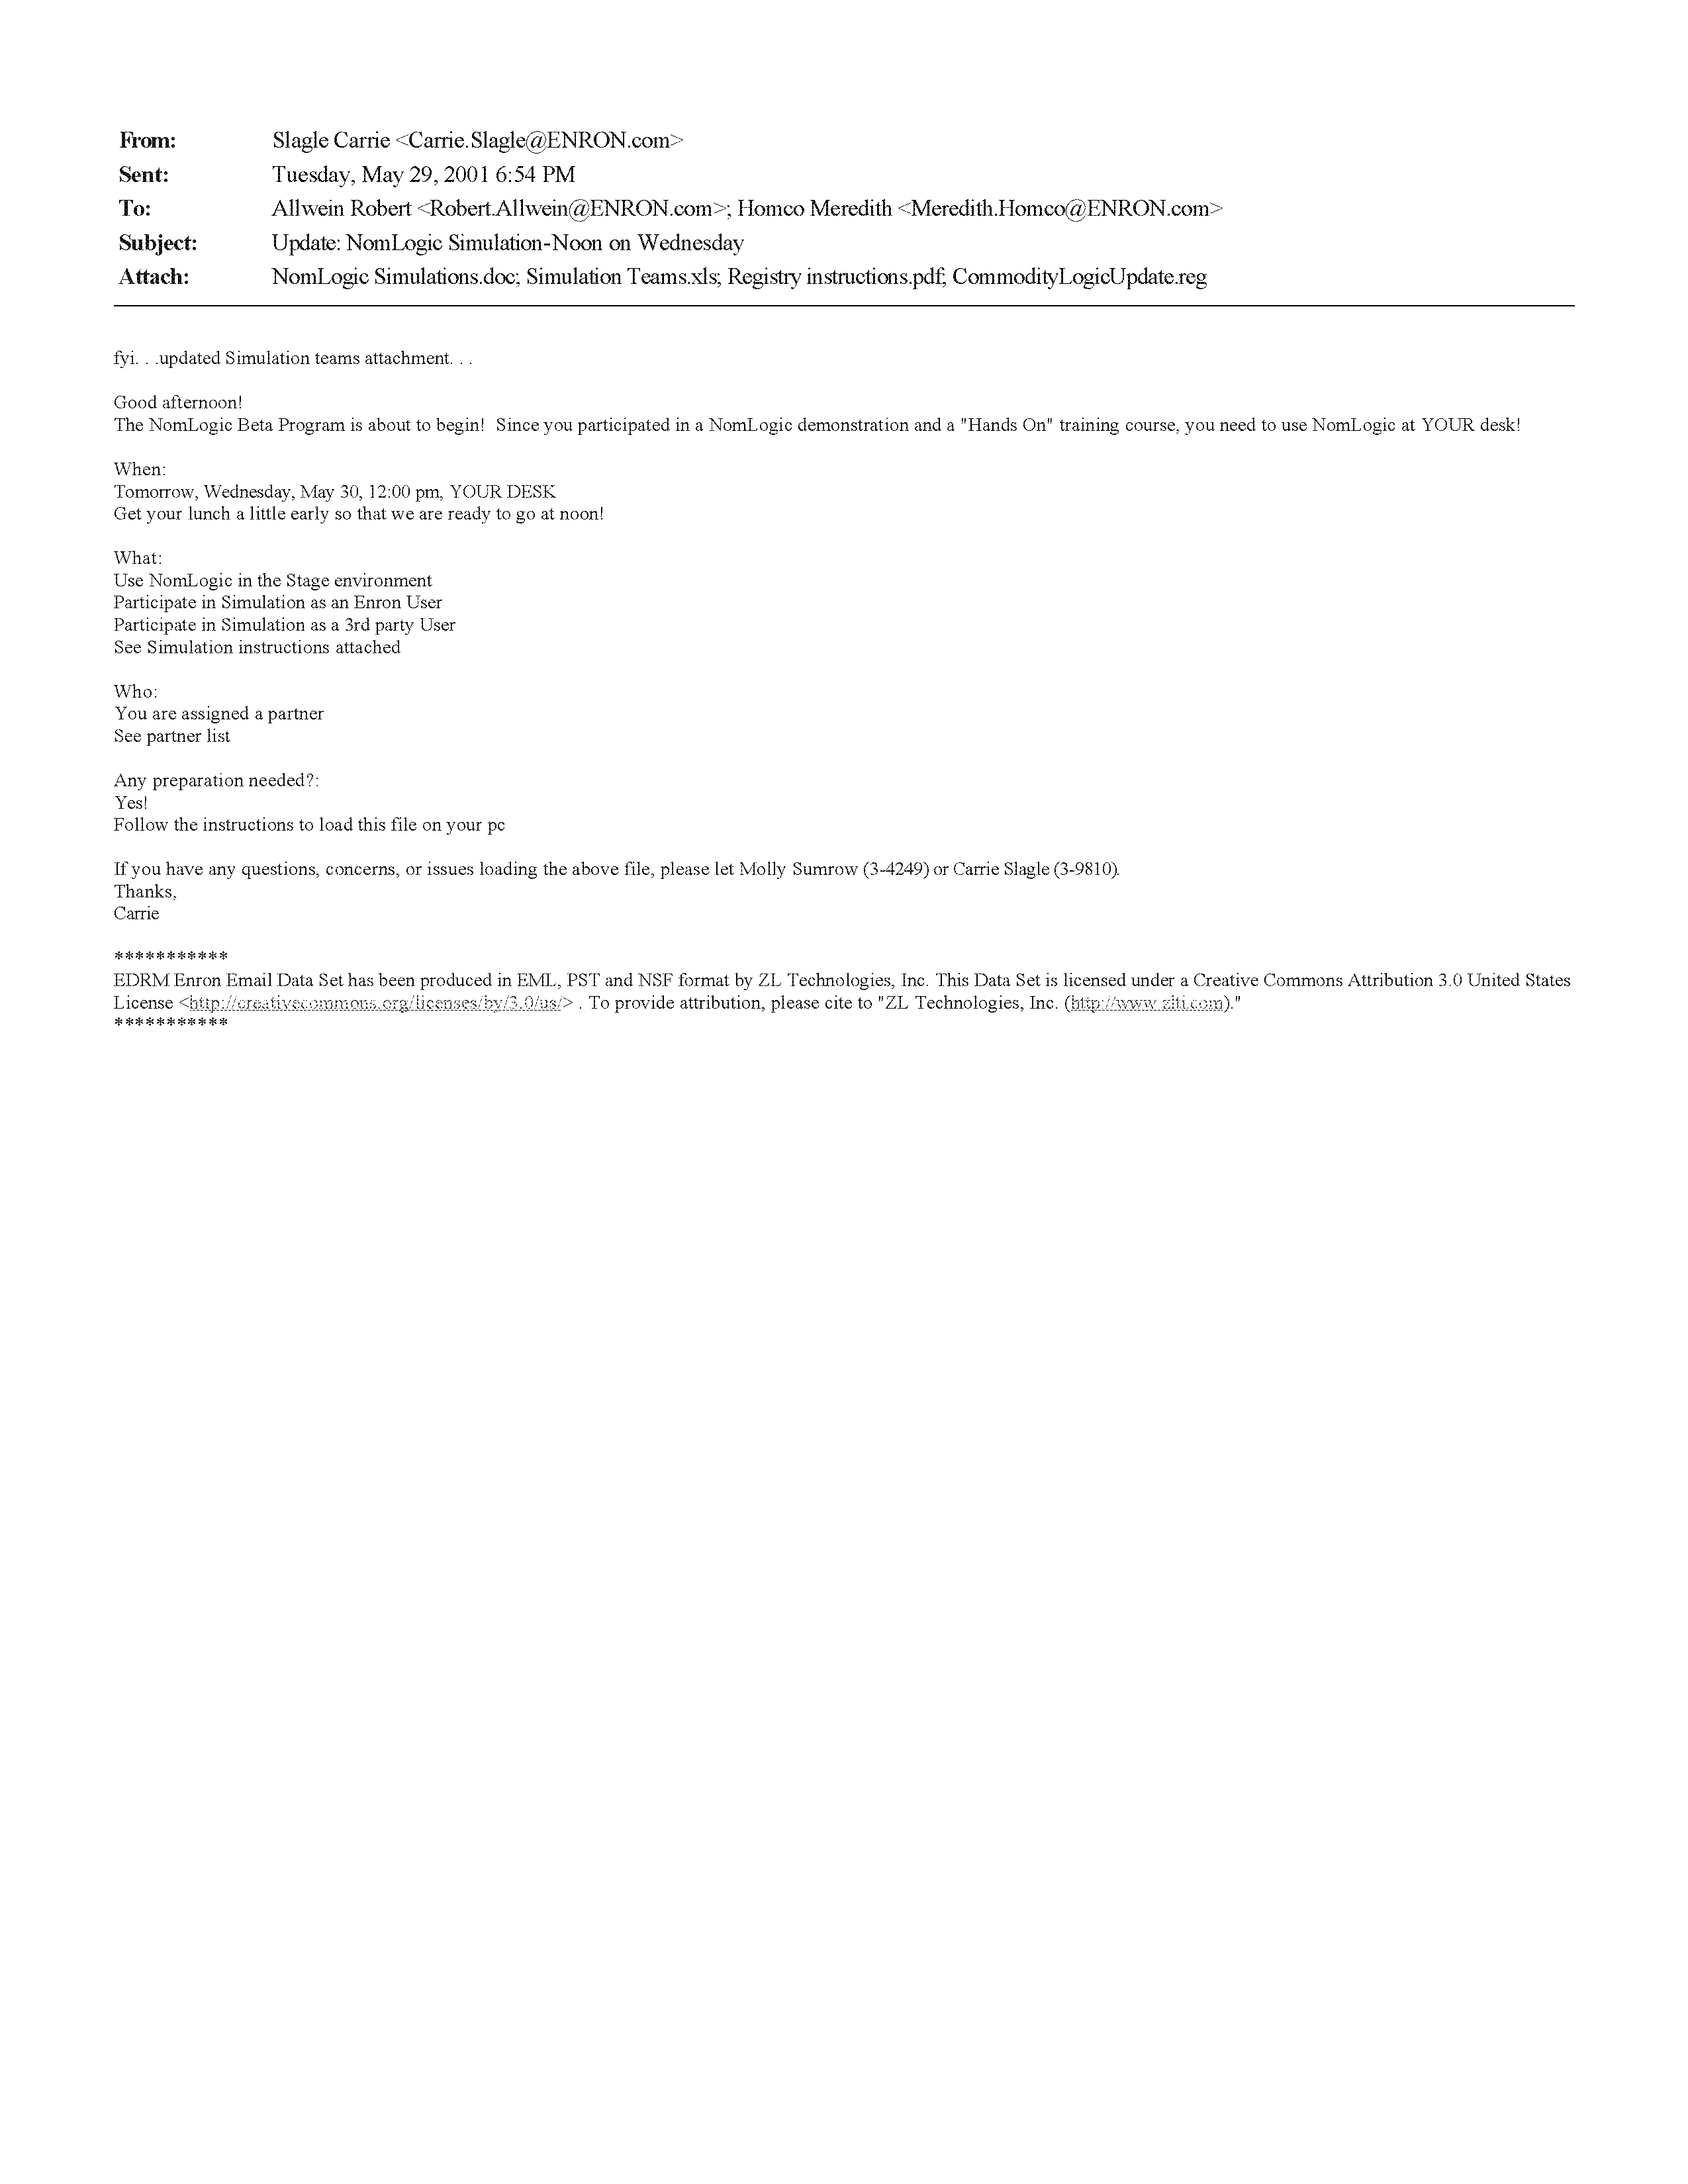 From: Slagle Carrie <Carrie.Slagle@ENRON.com>
Sent: Tuesday, May 29, 2001 6:54 PM
To: Allwein Robert <Robert.Allwein@ENRON.com>; Homco Meredith <Meredith.Homco@ENRON.com>
Subject: Update: NomLogic Simulation-Noon on Wednesday
Attach: NomLogic Simulations.doc; Simulation Teams.xls; Registry instructions.pdf; CommodityLogicUpdate.reg
fyi. . .updated Simulation teams attachment. . .
Good afternoon!
The NomLogic Beta Program is about to begin!  Since you participated in a NomLogic demonstration and a "Hands On" training course, you need to use NomLogic at YOUR desk!
When:
Tomorrow, Wednesday, May 30, 12:00 pm, YOUR DESK
Get your lunch a little early so that we are ready to go at noon!
What:
Use NomLogic in the Stage environment
Participate in Simulation as an Enron User
Participate in Simulation as a 3rd party User
See Simulation instructions attached
Who:
You are assigned a partner
See partner list
Any preparation needed?:
Yes!
Follow the instructions to load this file on your pc
If you have any questions, concerns, or issues loading the above file, please let Molly Sumrow (3-4249) or Carrie Slagle (3-9810).
Thanks,
Carrie
***********
EDRM Enron Email Data Set has been produced in EML, PST and NSF format by ZL Technologies, Inc. This Data Set is licensed under a Creative Commons Attribution 3.0 United States
License <http://creativecommons.org/licenses/by/3.0/us/> . To provide attribution, please cite to "ZL Technologies, Inc. (http://www.zlti.com)."
***********